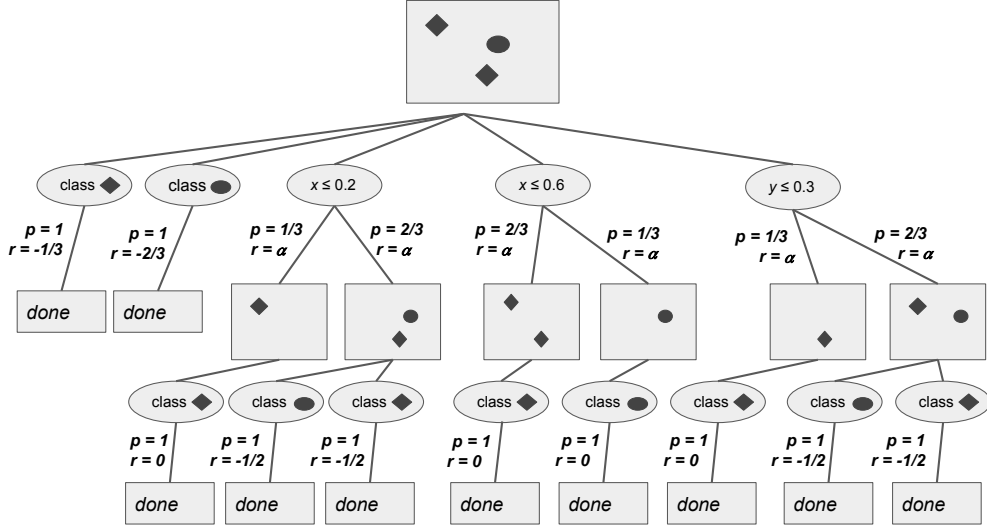 class
class
x ≤ 0.2
x ≤ 0.6
y ≤ 0.3
p = 1
r = -1/3
p = 1
r = -2/3
p = 1/3
r = α
p = 2/3
r = α
p = 2/3
r = α
p = 1/3
r = α
p = 1/3
r = α
p = 2/3
r = α
done
done
class
class
class
class
class
class
class
class
p = 1
r = 0
p = 1
r = -1/2
p = 1
r = -1/2
p = 1
r = 0
p = 1
r = 0
p = 1
r = 0
p = 1
r = -1/2
p = 1
r = -1/2
done
done
done
done
done
done
done
done